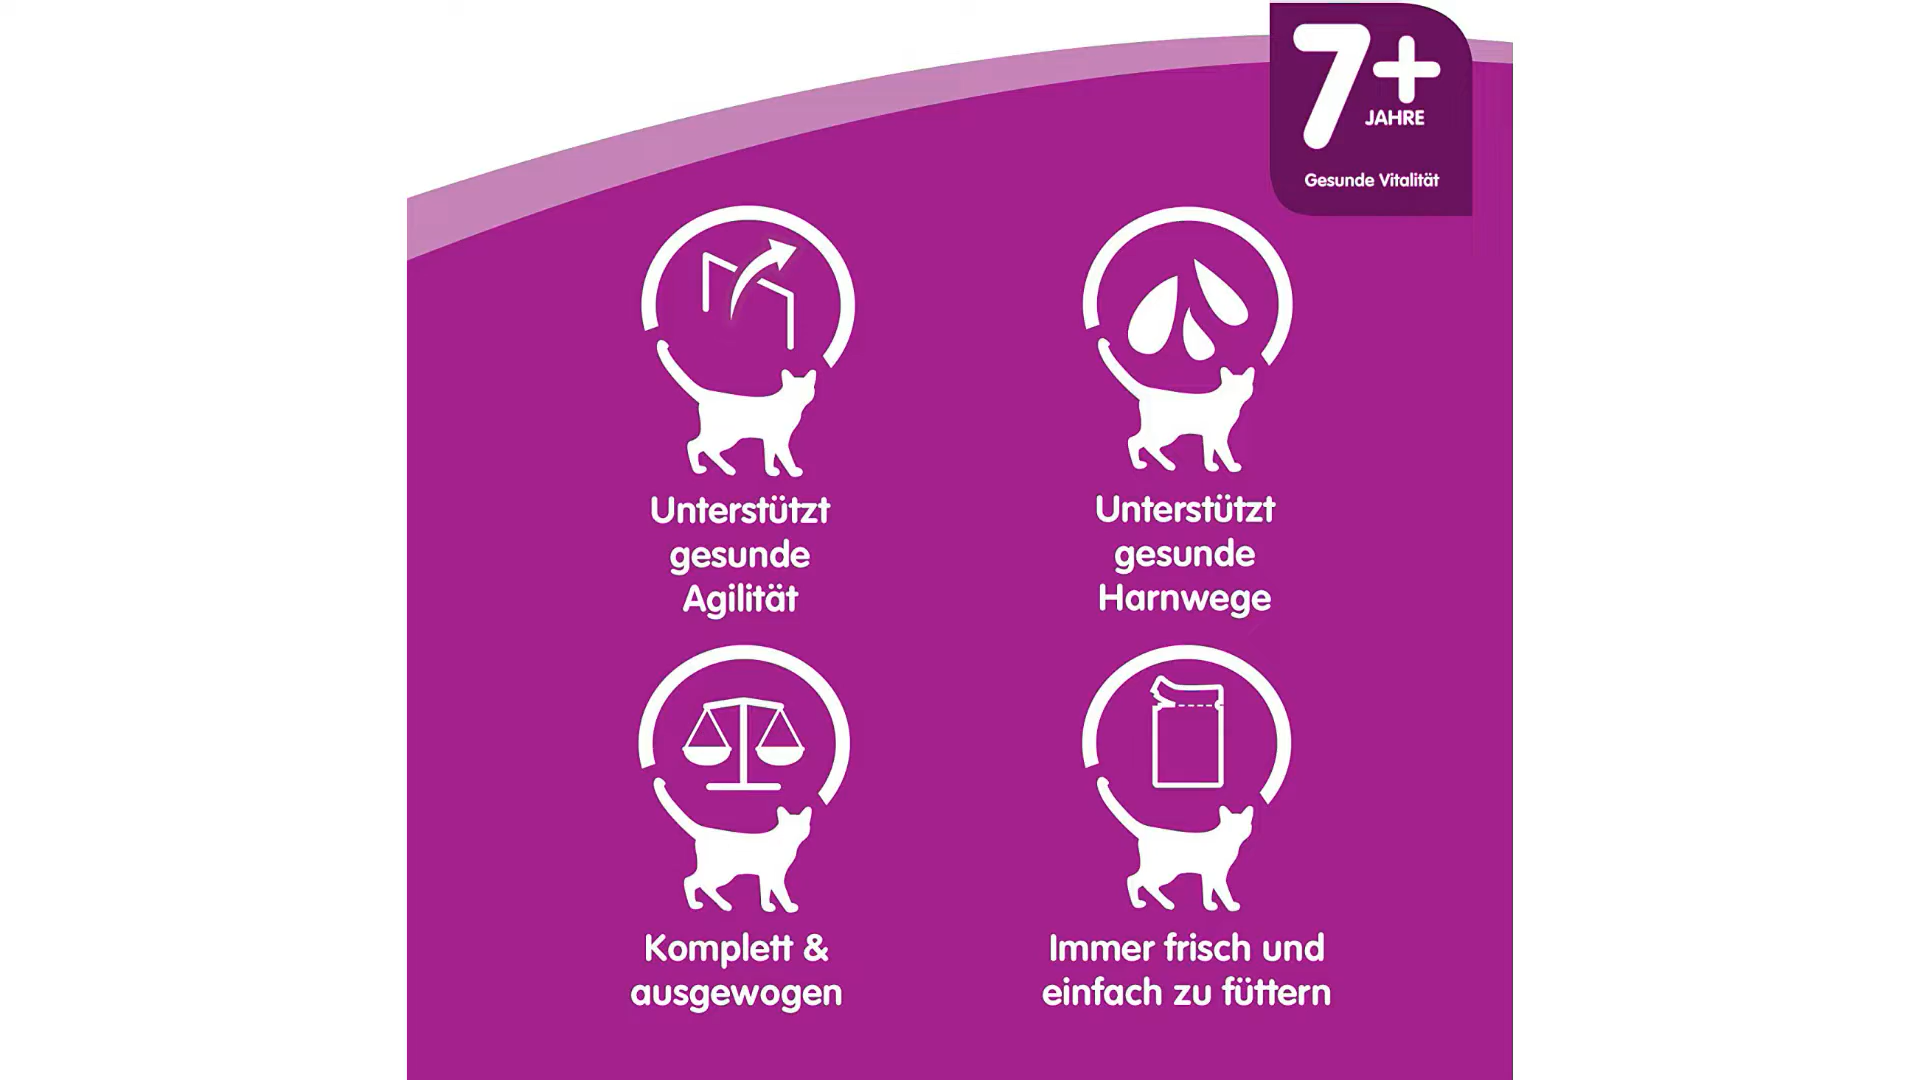 7+
JAHRE
Gesunde Vitalität
Unterstützt
gesunde
Agilität
Unterstützt
gesunde
Harnwege
Komplett &
ausgewogen
Immer frisch und
einfach zu füttern